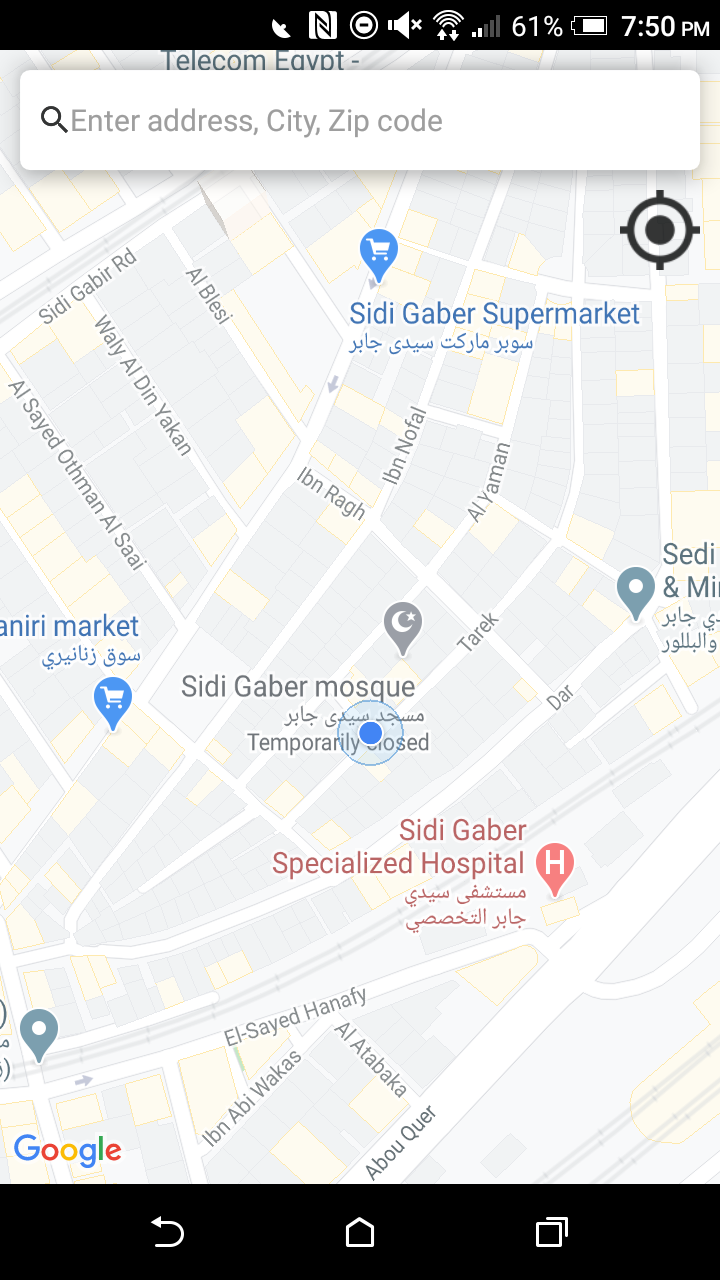 61% 7:50 PM
Telecom Egypt -
Enter address, City, Zip code
Sidi Gabir Rd
Al Blesi
Sidi Gaber Supermarket
سوبر ماركت سيدى جابر
Waly Al Din Yakan
Al Sayed Othman Al Saai
Ibn Nofal
Ibn Ragh
Al Yaman
Sedi
& Mi
دي جابر
والبللور
aniri market
سوق زنانيري
Tarek
Sidi Gaber mosque
مسجد سيدى جابر
Temporarily closed
Dar
Sidi Gaber
Specialized Hospital
H
مستشفى سيدي
جابر التخصصي
El-Sayed Hanafy
Al Atabaka
Ibn Abi Wakas
Abou Quer
Google